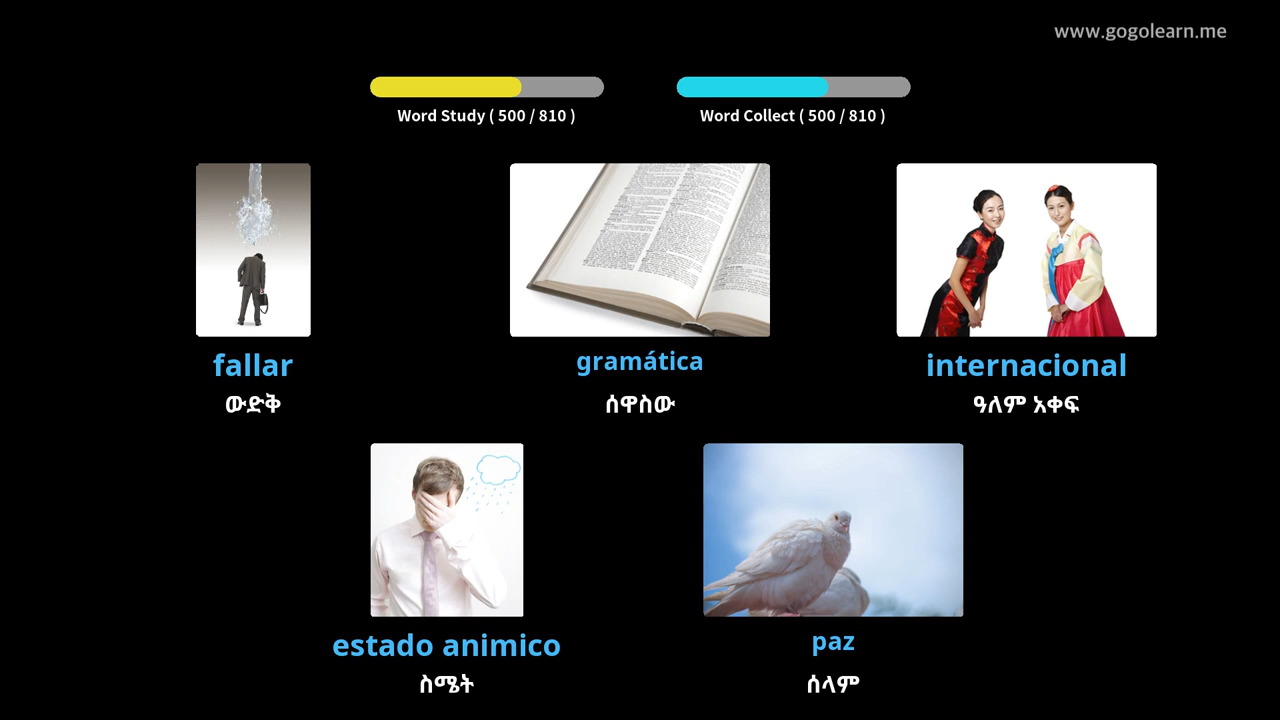 www.gogolearn.me
Word Study ( 500 / 810 )
Word Collect ( 500 / 810 )
fallar
ውድቅ
gramática
ሰዋስው
internacional
ዓለም አቀፍ
estado animico
ስሜት
paz
ሰላም